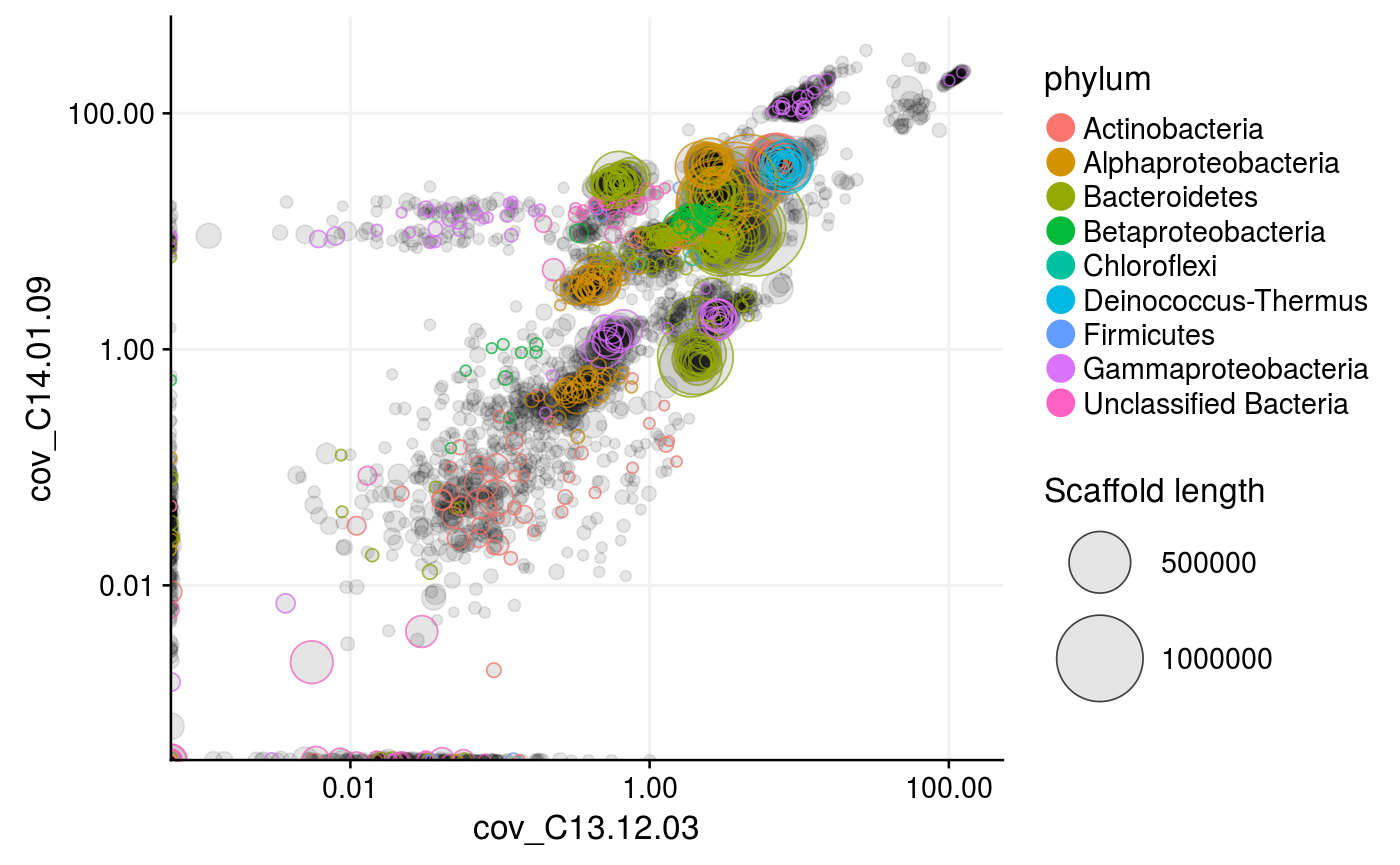 100.00
1.00
0.01
cov_C14.01.09
0.01
1.00
100.00
cov_C13.12.03
phylum
Actinobacteria
Alphaproteobacteria
Bacteroidetes
Betaproteobacteria
Chloroflexi
Deinococcus-Thermus
Firmicutes
Gammaproteobacteria
Unclassified Bacteria
Scaffold length
500000
1000000